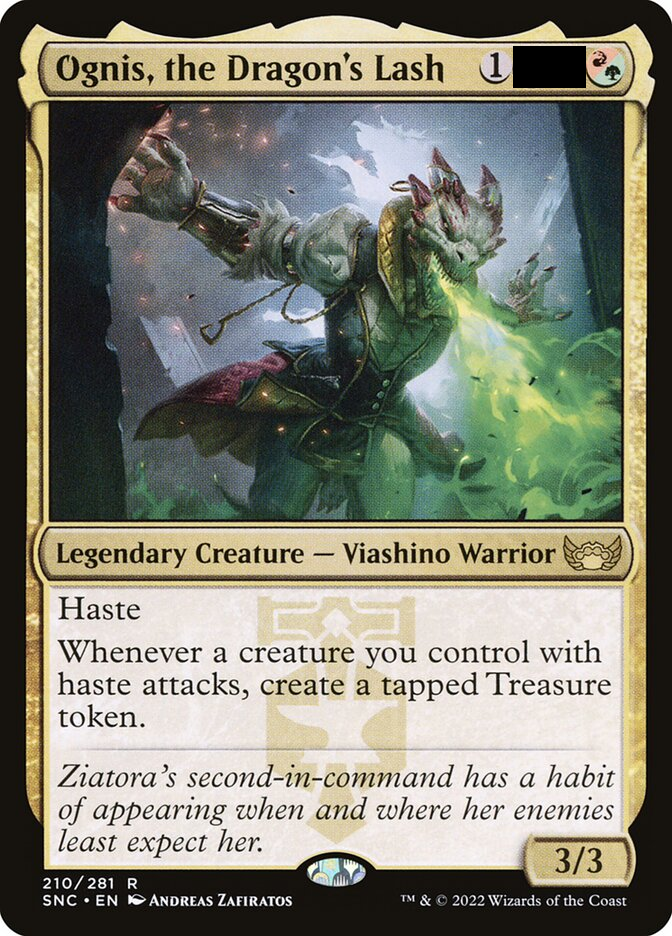 Ognis, the Dragon's Lash 1
Legendary Creature — Viashino Warrior
Haste
Whenever a creature you control with
haste attacks, create a tapped Treasure
token.
Ziatora's second-in-command has a habit
of appearing when and where her enemies
least expect her.
3/3
210/281 R
SNC • EN Andreas Zafiratos
™ & © 2022 Wizards of the Coast